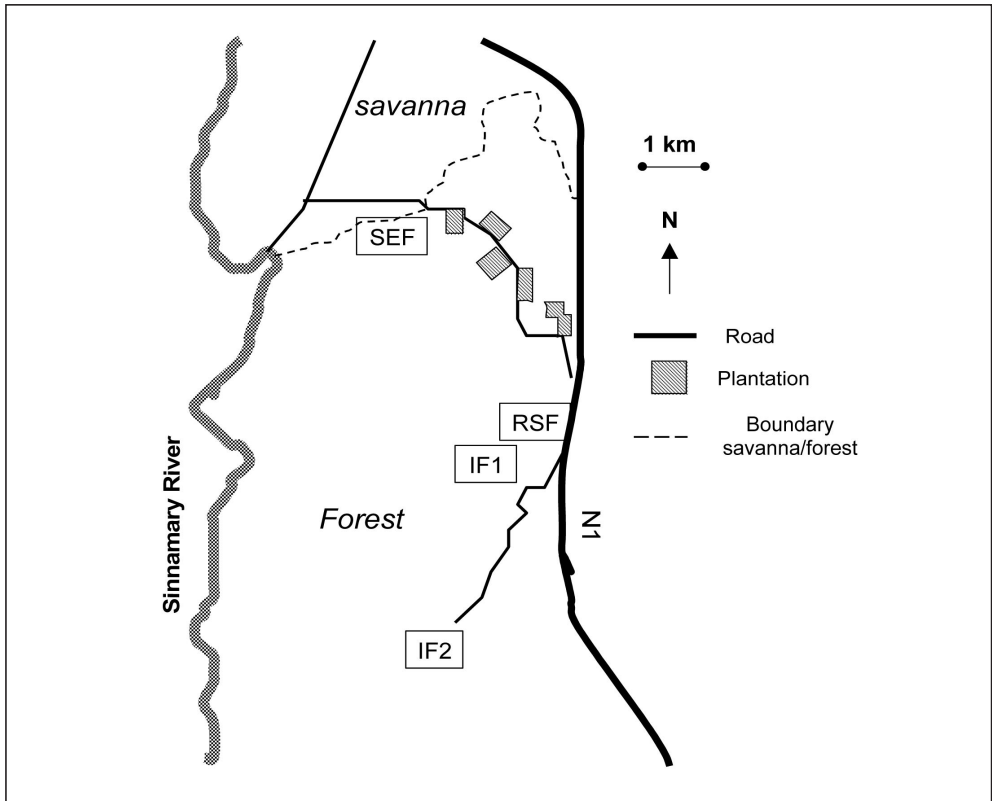 savanna
1 km
N
SEF
Road
Plantation
Boundary
savanna/forest
RSF
IF1
Forest
N1
Sinnamary River
IF2